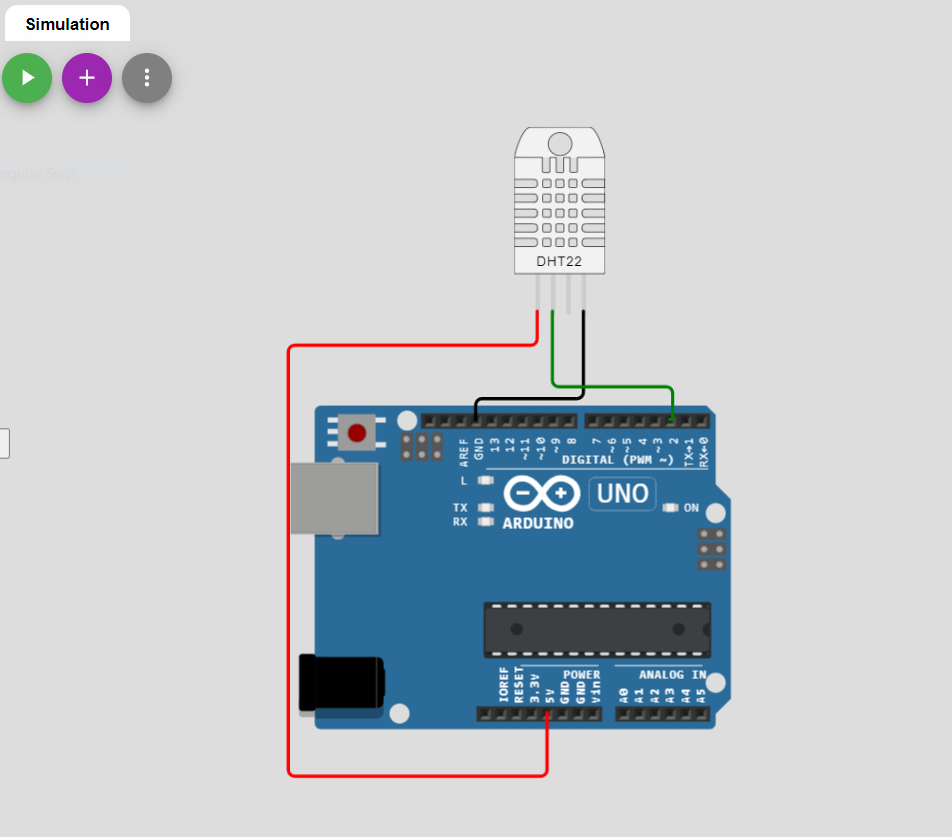 Simulation
ngular Snip
DHT22
AREF
GND
13
12
~11
~10
~9
8
7
~6
~5
4
~3
2
TX→1
RX←0
DIGITAL (PWM ~)
L
TX
RX
UNO
ARDUINO
ON
IOREF
RESET
3.3V
5V
GND
GND
Vin
POWER
ANALOG IN
A0
A1
A2
A3
A4
A5